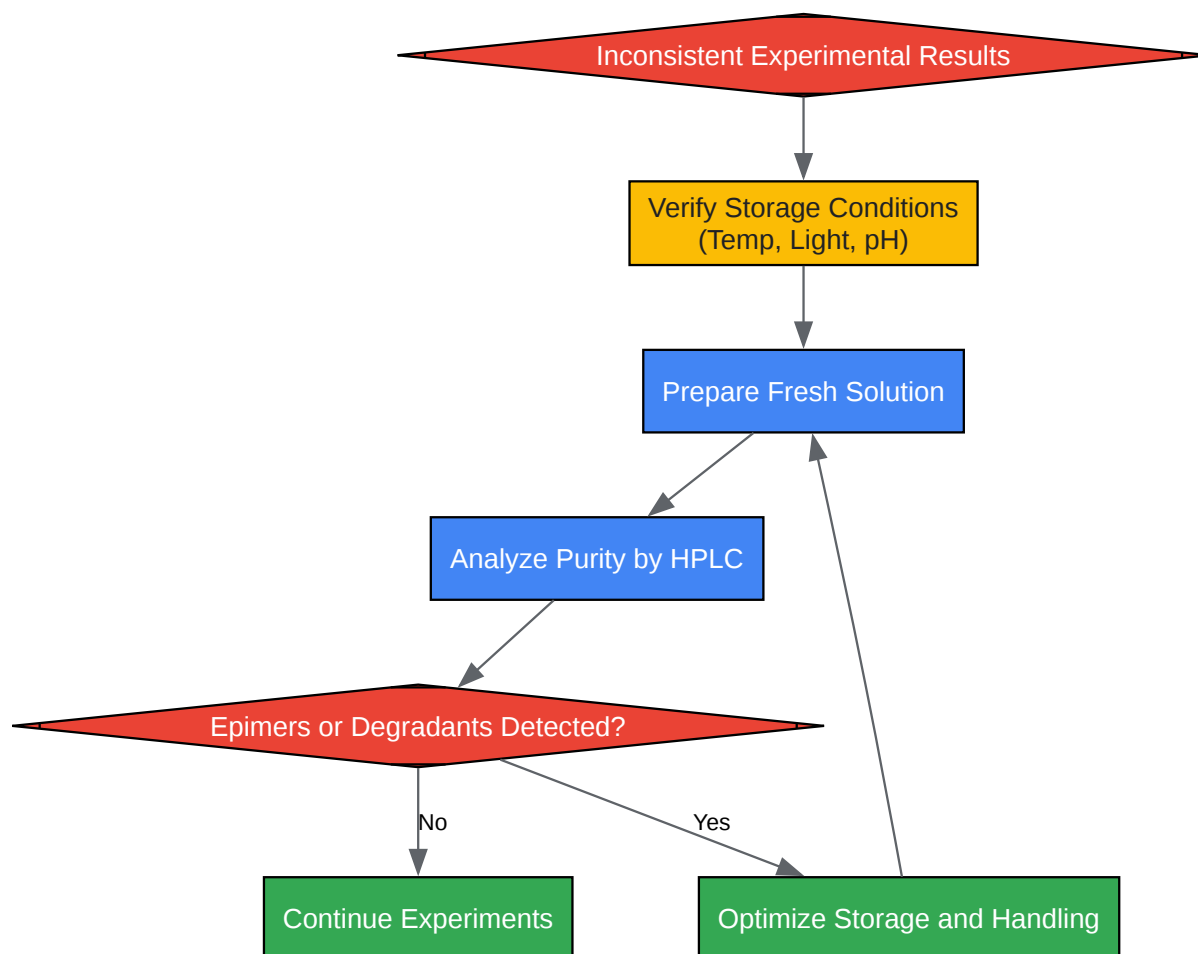 Inconsistent Experimental Results
Verify Storage Conditions
(Temp, Light, pH)
Prepare Fresh Solution
Analyze Purity by HPLC
Epimers or Degradants Detected?
No
Yes
Continue Experiments
Optimize Storage and Handling